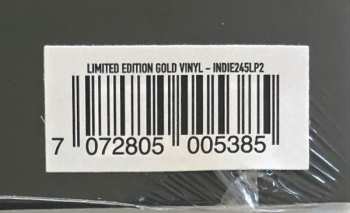 LIMITED EDITION GOLD VINYL - INDIE245LP2
7 072805 005385